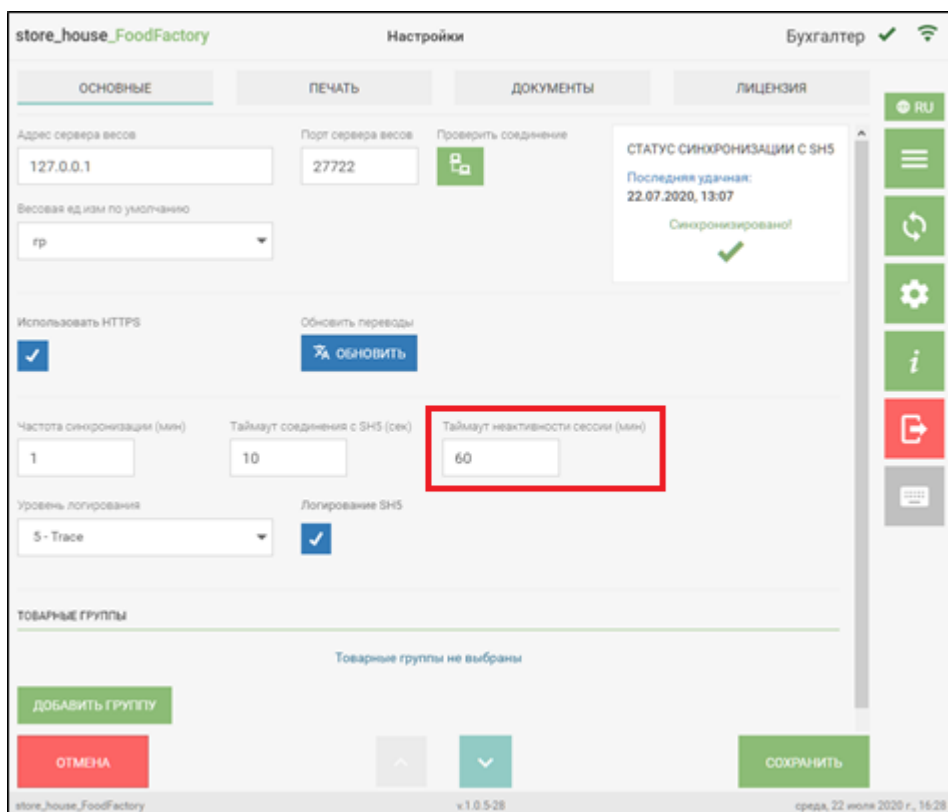 store_house_FoodFactory
Настройки
Бухгалтер
ОСНОВНЫЕ
ПЕЧАТЬ
ДОКУМЕНТЫ
ЛИЦЕНЗИЯ
RU
Адрес сервера весов
Порт сервера весов
Проверить соединение
127.0.0.1
27722
СТАТУС СИНХРОНИЗАЦИИ С SH5
Последняя удачная:
22.07.2020, 13:07
Синхронизировано!
Весовая ед.изм по умолчанию
гр
Использовать HTTPS
Обновить переводы
ОБНОВИТЬ
Частота синхронизации (мин)
Таймаут соединения с SH5 (сек)
Таймаут неактивности сессии (мин)
1
10
60
Уровень логирования
Логирование SH5
5 - Trace
ТОВАРНЫЕ ГРУППЫ
Товарные группы не выбраны
ДОБАВИТЬ ГРУППУ
ОТМЕНА
СОХРАНИТЬ
store_house_FoodFactory
v.1.0.5-28
среда, 22 июля 2020 г., 16:28